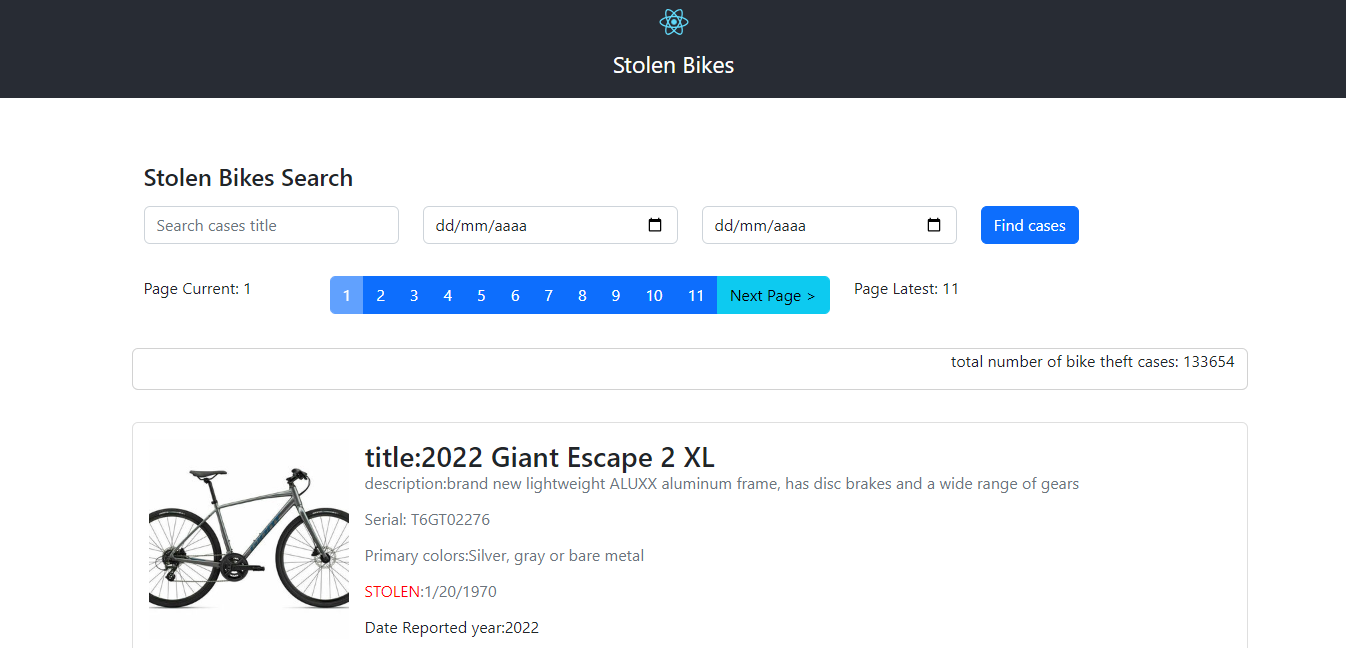 Stolen Bikes
Stolen Bikes Search
Search cases title dd/mm/aaaa dd/mm/aaaa Find cases
Page Current: 1 1 2 3 4 5 6 7 8 9 10 11 Next Page > Page Latest: 11
total number of bike theft cases: 133654
title:2022 Giant Escape 2 XL
description:brand new lightweight ALUXX aluminum frame, has disc brakes and a wide range of gears
Serial: T6GT02276
Primary colors:Silver, gray or bare metal
STOLEN:1/20/1970
Date Reported year:2022